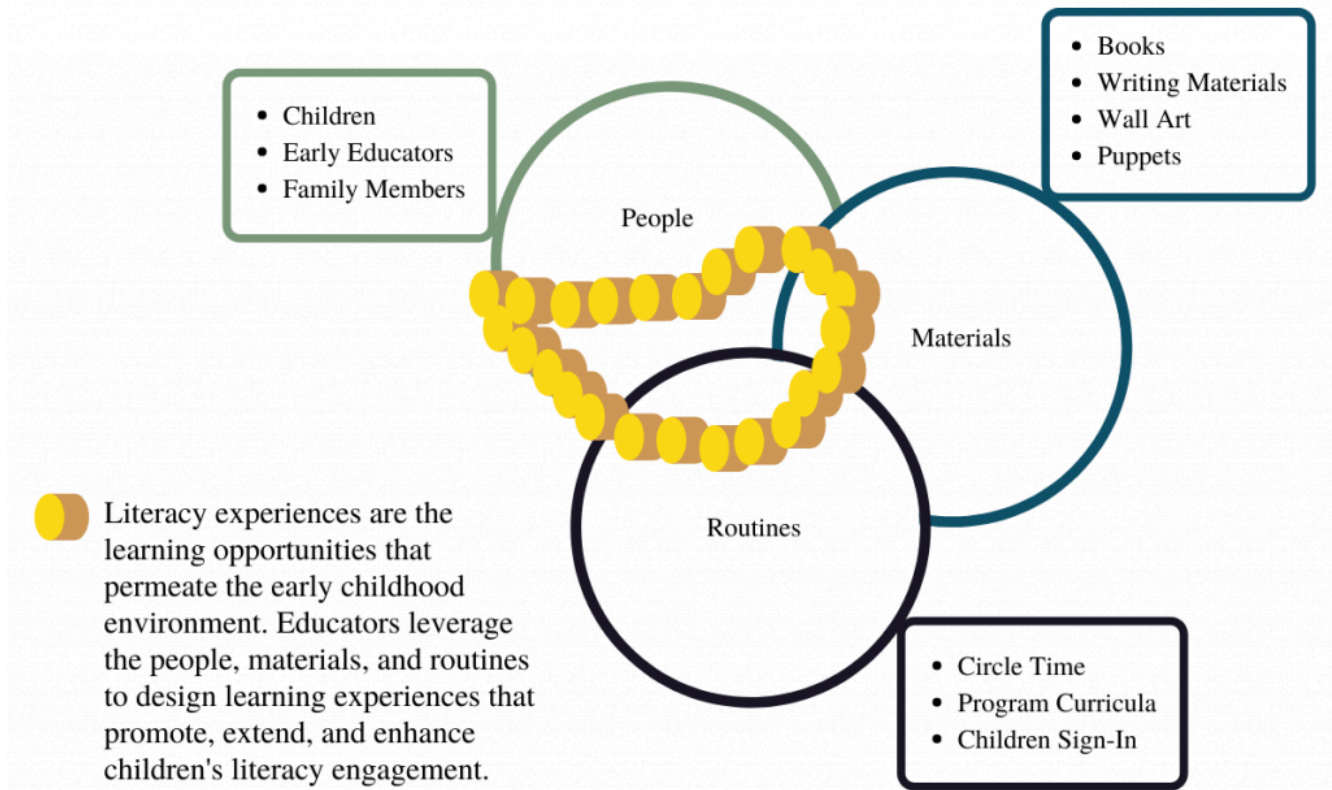 Children
Early Educators
Family Members
Books
Writing Materials
Wall Art
Puppets
People
Materials
Routines
Literacy experiences are the
learning opportunities that
permeate the early childhood
environment. Educators leverage
the people, materials, and routines
to design learning experiences that
promote, extend, and enhance
children's literacy engagement.
Circle Time
Program Curricula
Children Sign-In